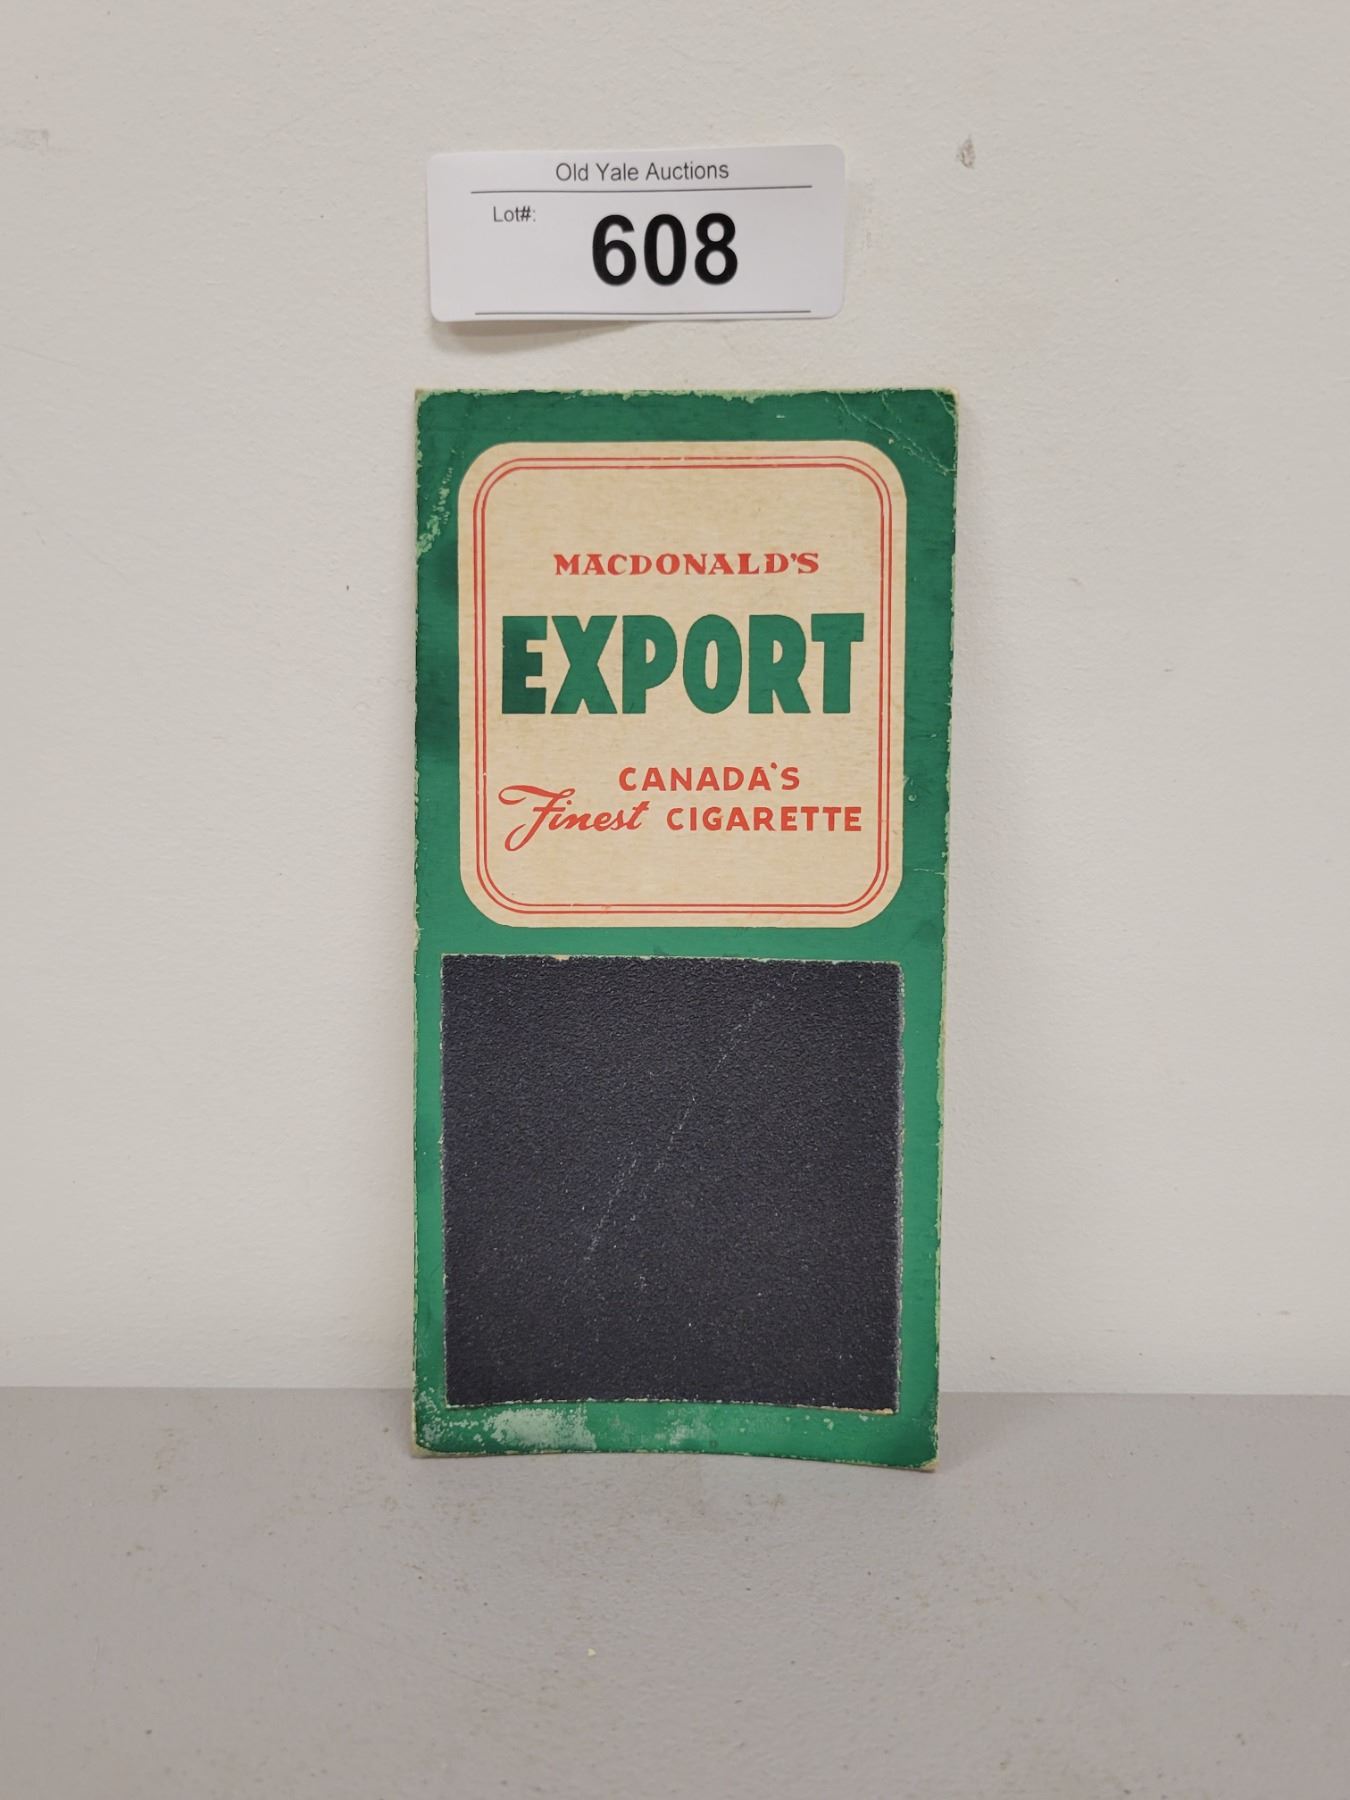 Old Yale Auctions
Lot#: 608
MACDONALD'S
EXPORT
CANADA'S
Finest CIGARETTE